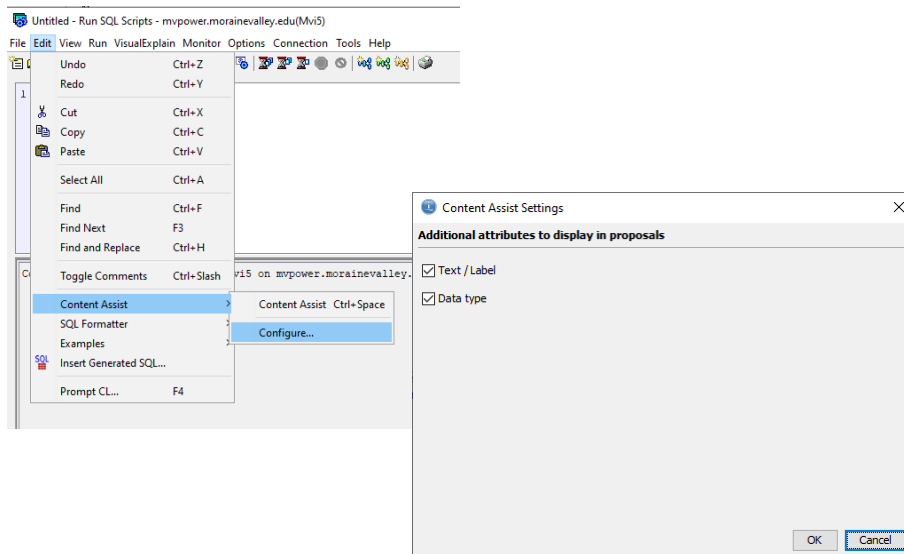 Untitled - Run SQL Scripts - mvpower.morainevalley.edu(Mvi5)
File Edit View Run VisualExplain Monitor Options Connection Tools Help
1
Undo Ctrl+Z
Redo Ctrl+Y
Cut Ctrl+X
Copy Ctrl+C
Paste Ctrl+V
Select All Ctrl+A
Find Ctrl+F
Find Next F3
Find and Replace Ctrl+H
Toggle Comments Ctrl+Slash
on mvpower.morainevalley.
Content Assist
Content Assist Ctrl+Space
SQL Formatter
Configure...
Examples
SQL Insert Generated SQL...
Prompt CL... F4
Content Assist Settings
Additional attributes to display in proposals
Text / Label
Data type
OK Cancel